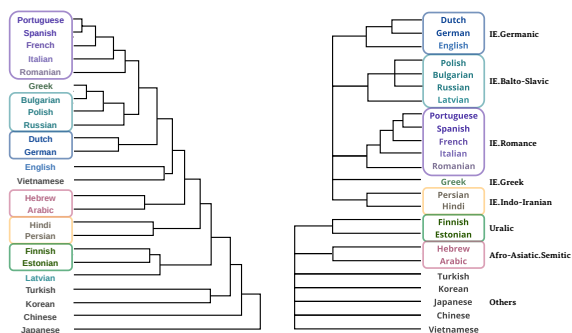 Portuguese
Spanish
French
Italian
Romanian
Greek
Bulgarian
Polish
Russian
Dutch
German
English
Vietnamese
Hebrew
Arabic
Hindi
Persian
Finnish
Estonian
Latvian
Turkish
Korean
Chinese
Japanese
Dutch
German
English
IE.Germanic
Polish
Bulgarian
Russian
Latvian
IE.Balto-Slavic
Portuguese
Spanish
French
Italian
Romanian
IE.Romance
Greek
IE.Greek
Persian
Hindi
IE.Indo-Iranian
Finnish
Estonian
Uralic
Hebrew
Arabic
Afro-Asiatic.Semitic
Turkish
Korean
Japanese
Chinese
Vietnamese
Others